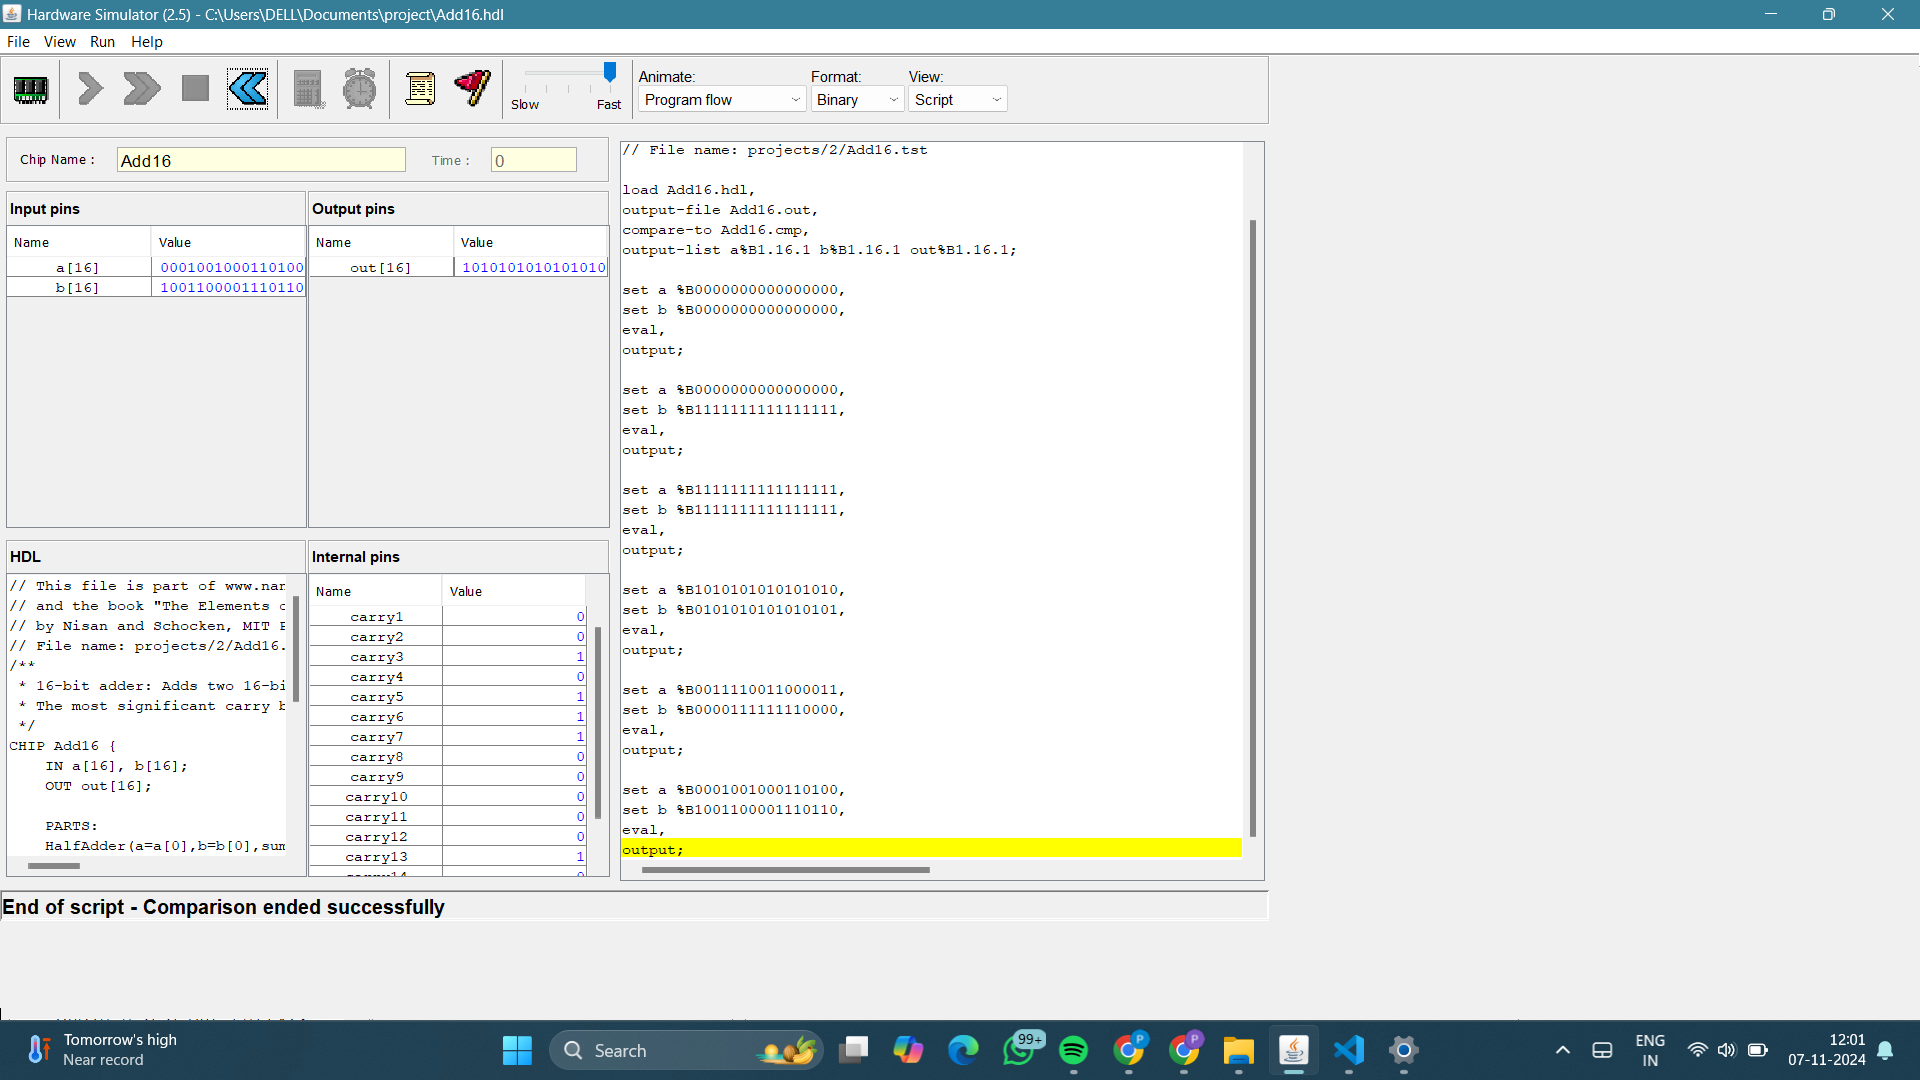 Hardware Simulator (2.5) - C:\Users\DELL\Documents\project\Add16.hdl
File View Run Help
Slow Fast
Animate: Format: View:
Program flow Binary Script
Chip Name : Add16 Time : 0
Input pins
Name Value
a[16] 0001001000110100
b[16] 1001100001110110
Output pins
Name Value
out[16] 1010101010101010
HDL
// This file is part of www.nan
// and the book "The Elements o
// by Nisan and Schocken, MIT P
// File name: projects/2/Add16.
/**
* 16-bit adder: Adds two 16-bi
* The most significant carry b
*/
CHIP Add16 {
IN a[16], b[16];
OUT out[16];
PARTS:
HalfAdder(a=a[0],b=b[0],sum
Internal pins
Name Value
carry1 0
carry2 0
carry3 1
carry4 0
carry5 1
carry6 1
carry7 1
carry8 0
carry9 0
carry10 0
carry11 0
carry12 0
carry13 1
carry14 0
// File name: projects/2/Add16.tst
load Add16.hdl,
output-file Add16.out,
compare-to Add16.cmp,
output-list a%B1.16.1 b%B1.16.1 out%B1.16.1;
set a %B0000000000000000,
set b %B0000000000000000,
eval,
output;
set a %B0000000000000000,
set b %B1111111111111111,
eval,
output;
set a %B1111111111111111,
set b %B1111111111111111,
eval,
output;
set a %B1010101010101010,
set b %B0101010101010101,
eval,
output;
set a %B0011110011000011,
set b %B0000111111110000,
eval,
output;
set a %B0001001000110100,
set b %B1001100001110110,
eval,
output;
End of script - Comparison ended successfully
Tomorrow's high
Near record
Search
99+
P
P
ENG
IN
12:01
07-11-2024